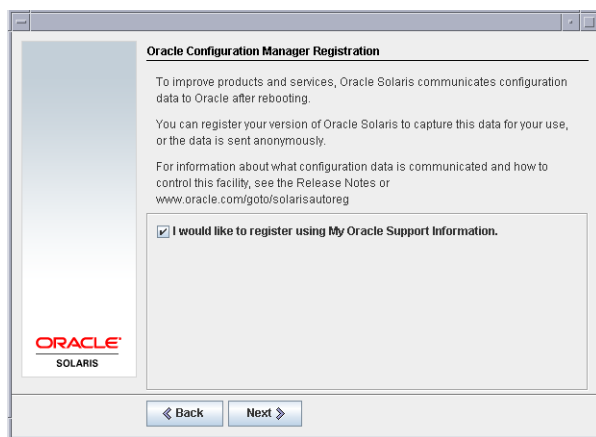 Oracle Configuration Manager Registration
To improve products and services, Oracle Solaris communicates configuration
data to Oracle after rebooting.
You can register your version of Oracle Solaris to capture this data for your use,
or the data is sent anonymously.
For information about what configuration data is communicated and how to
control this facility, see the Release Notes or
www.oracle.com/goto/solarisautoreg
I would like to register using My Oracle Support Information.
ORACLE
SOLARIS
Back
Next